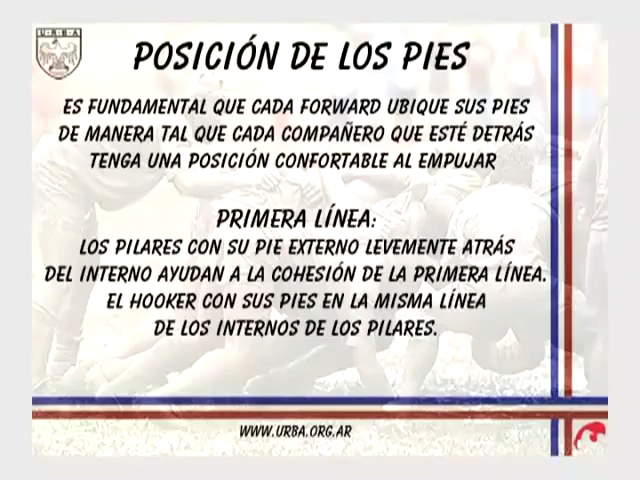 U R B A
POSICIÓN DE LOS PIES
ES FUNDAMENTAL QUE CADA FORWARD UBIQUE SUS PIES
DE MANERA TAL QUE CADA COMPAÑERO QUE ESTÉ DETRÁS
TENGA UNA POSICIÓN CONFORTABLE AL EMPUJAR
PRIMERA LÍNEA:
LOS PILARES CON SU PIE EXTERNO LEVEMENTE ATRÁS
DEL INTERNO AYUDAN A LA COHESIÓN DE LA PRIMERA LÍNEA.
EL HOOKER CON SUS PIES EN LA MISMA LÍNEA
DE LOS INTERNOS DE LOS PILARES.
WWW.URBA.ORG.AR